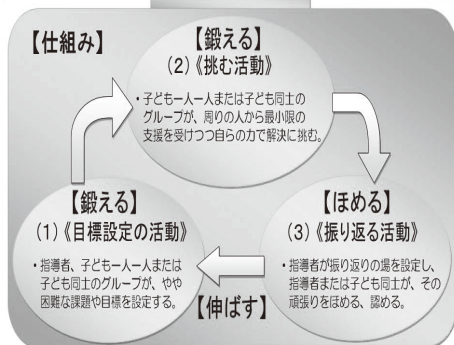 【仕組み】
【鍛える】
(2)《挑む活動》
・子ども一人一人または子ども同士の
グループが、周りの人から最小限の
支援を受けつつ自らの力で解決に挑む。
【鍛える】
(1)《目標設定の活動》
・指導者、子ども一人一人または
子ども同士のグループが、やや
困難な課題や目標を設定する。
【ほめる】
(3)《振り返る活動》
・指導者が振り返りの場を設定し、
指導者または子ども同士が、その
頑張りをほめる、認める。
【伸ばす】